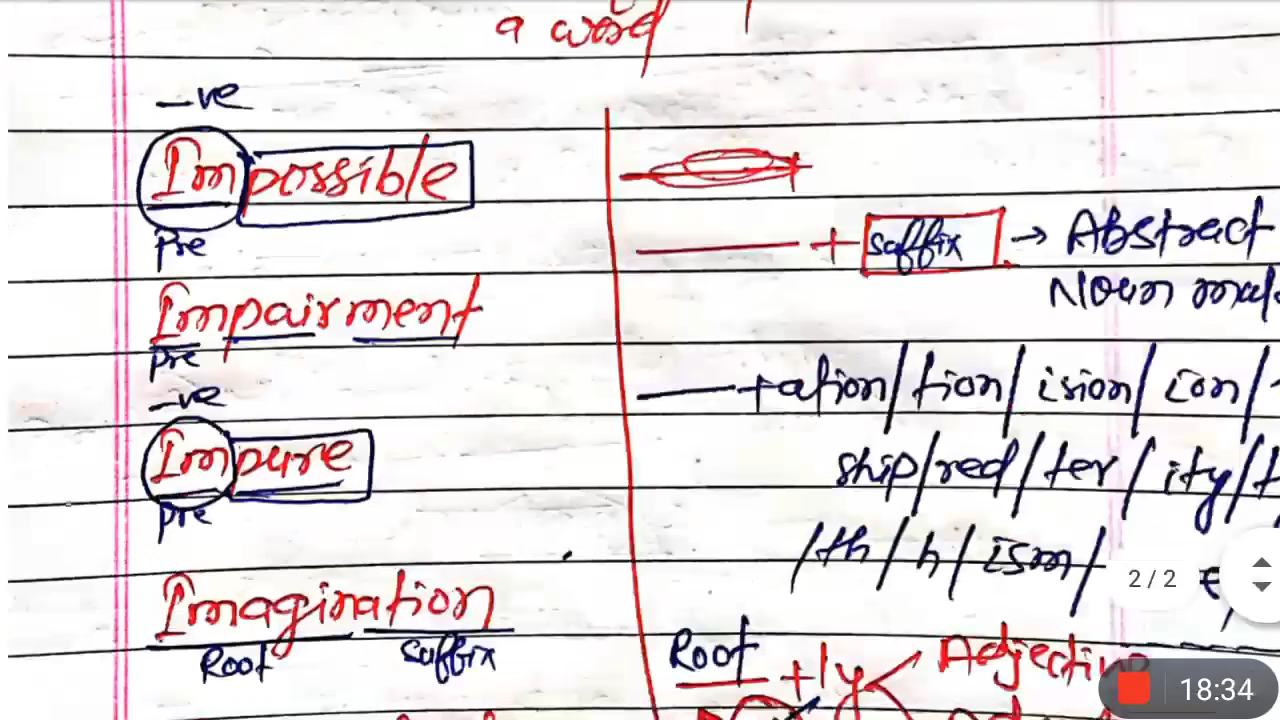 a word
-ve
Impossible
Pre
+ suffix → Abstract
Noun
Impairment
Pre
+ation/tion/ision/ion/
-ve
Impure
Pre
ship/red/ter/ity/
/th/h/ism/
2/2
Imagination
Root suffix
Root +ly
Adjective
18:34